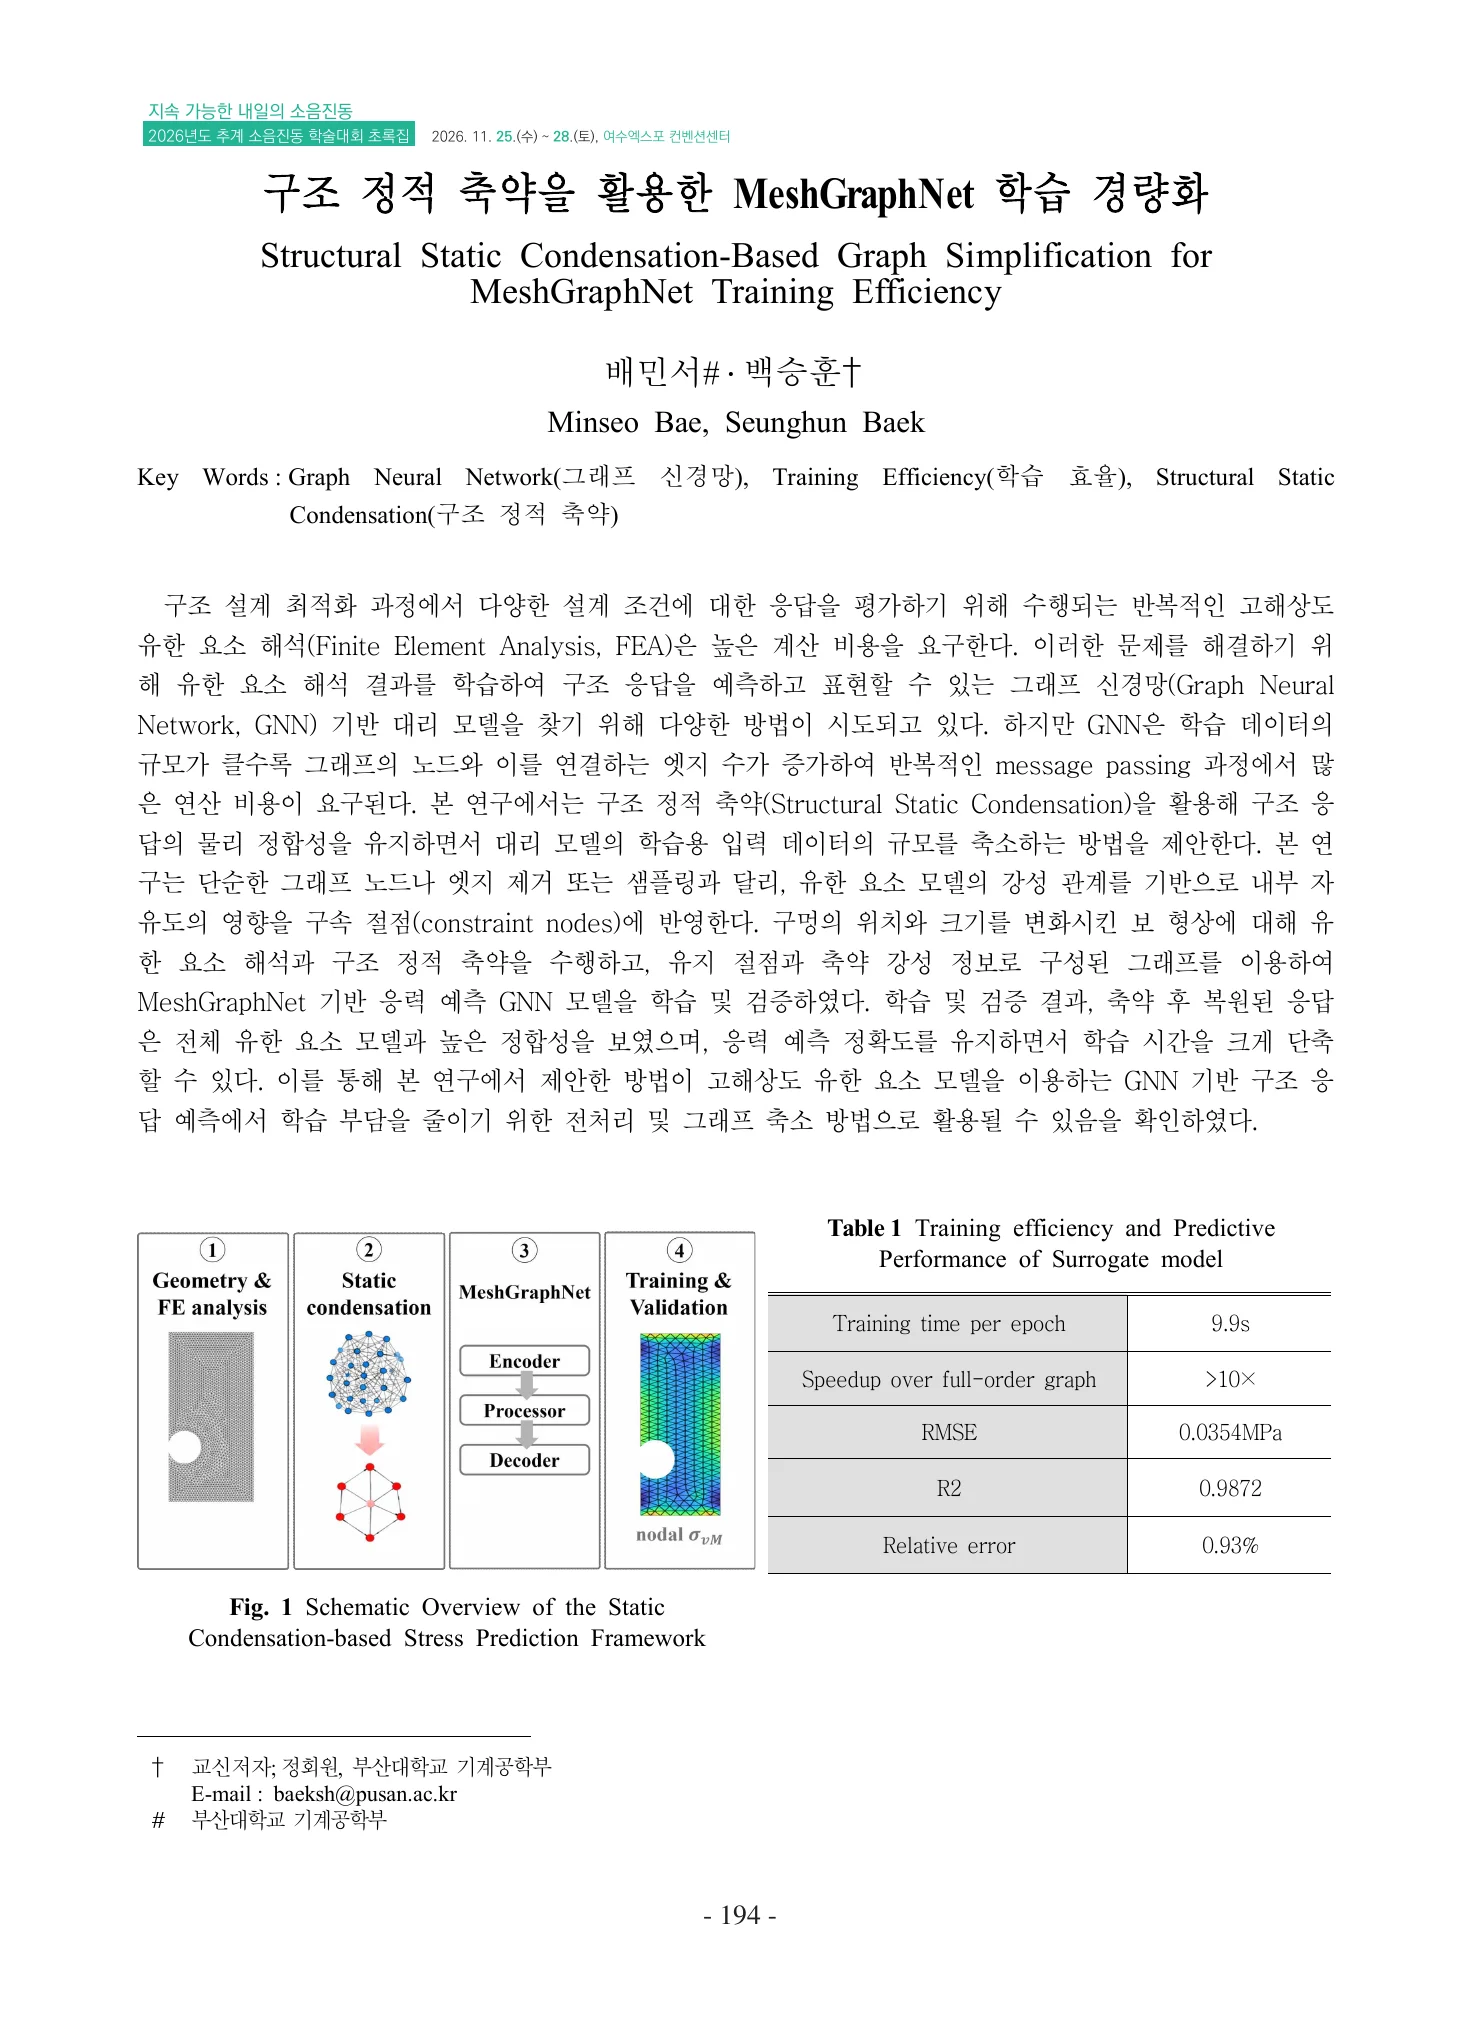 지속 가능한 내일의 소음진동
2026년도 추계 소음진동 학술대회 초록집 2026. 11. 25.(수) ~ 28.(토), 여수엑스포 컨벤션센터
구조 정적 축약을 활용한 MeshGraphNet 학습 경량화
Structural Static Condensation-Based Graph Simplification for
MeshGraphNet Training Efficiency
배민서# · 백승훈†
Minseo Bae, Seunghun Baek
Key Words : Graph Neural Network(그래프 신경망), Training Efficiency(학습 효율), Structural Static
Condensation(구조 정적 축약)
구조 설계 최적화 과정에서 다양한 설계 조건에 대한 응답을 평가하기 위해 수행되는 반복적인 고해상도
유한 요소 해석(Finite Element Analysis, FEA)은 높은 계산 비용을 요구한다. 이러한 문제를 해결하기 위
해 유한 요소 해석 결과를 학습하여 구조 응답을 예측하고 표현할 수 있는 그래프 신경망(Graph Neural
Network, GNN) 기반 대리 모델을 찾기 위해 다양한 방법이 시도되고 있다. 하지만 GNN은 학습 데이터의
규모가 클수록 그래프의 노드와 이를 연결하는 엣지 수가 증가하여 반복적인 message passing 과정에서 많
은 연산 비용이 요구된다. 본 연구에서는 구조 정적 축약(Structural Static Condensation)을 활용해 구조 응
답의 물리 정합성을 유지하면서 대리 모델의 학습용 입력 데이터의 규모를 축소하는 방법을 제안한다. 본 연
구는 단순한 그래프 노드나 엣지 제거 또는 샘플링과 달리, 유한 요소 모델의 강성 관계를 기반으로 내부 자
유도의 영향을 구속 절점(constraint nodes)에 반영한다. 구멍의 위치와 크기를 변화시킨 보 형상에 대해 유
한 요소 해석과 구조 정적 축약을 수행하고, 유지 절점과 축약 강성 정보로 구성된 그래프를 이용하여
MeshGraphNet 기반 응력 예측 GNN 모델을 학습 및 검증하였다. 학습 및 검증 결과, 축약 후 복원된 응답
은 전체 유한 요소 모델과 높은 정합성을 보였으며, 응력 예측 정확도를 유지하면서 학습 시간을 크게 단축
할 수 있다. 이를 통해 본 연구에서 제안한 방법이 고해상도 유한 요소 모델을 이용하는 GNN 기반 구조 응
답 예측에서 학습 부담을 줄이기 위한 전처리 및 그래프 축소 방법으로 활용될 수 있음을 확인하였다.
① Geometry &
FE analysis
② Static
condensation
③ MeshGraphNet
Encoder
Processor
Decoder
④ Training &
Validation
nodal σvM
Fig. 1 Schematic Overview of the Static
Condensation-based Stress Prediction Framework
Table 1 Training efficiency and Predictive
Performance of Surrogate model
Training time per epoch 9.9s
Speedup over full-order graph >10×
RMSE 0.0354MPa
R2 0.9872
Relative error 0.93%
† 교신저자; 정회원, 부산대학교 기계공학부
E-mail : baeksh@pusan.ac.kr
# 부산대학교 기계공학부
- 194 -